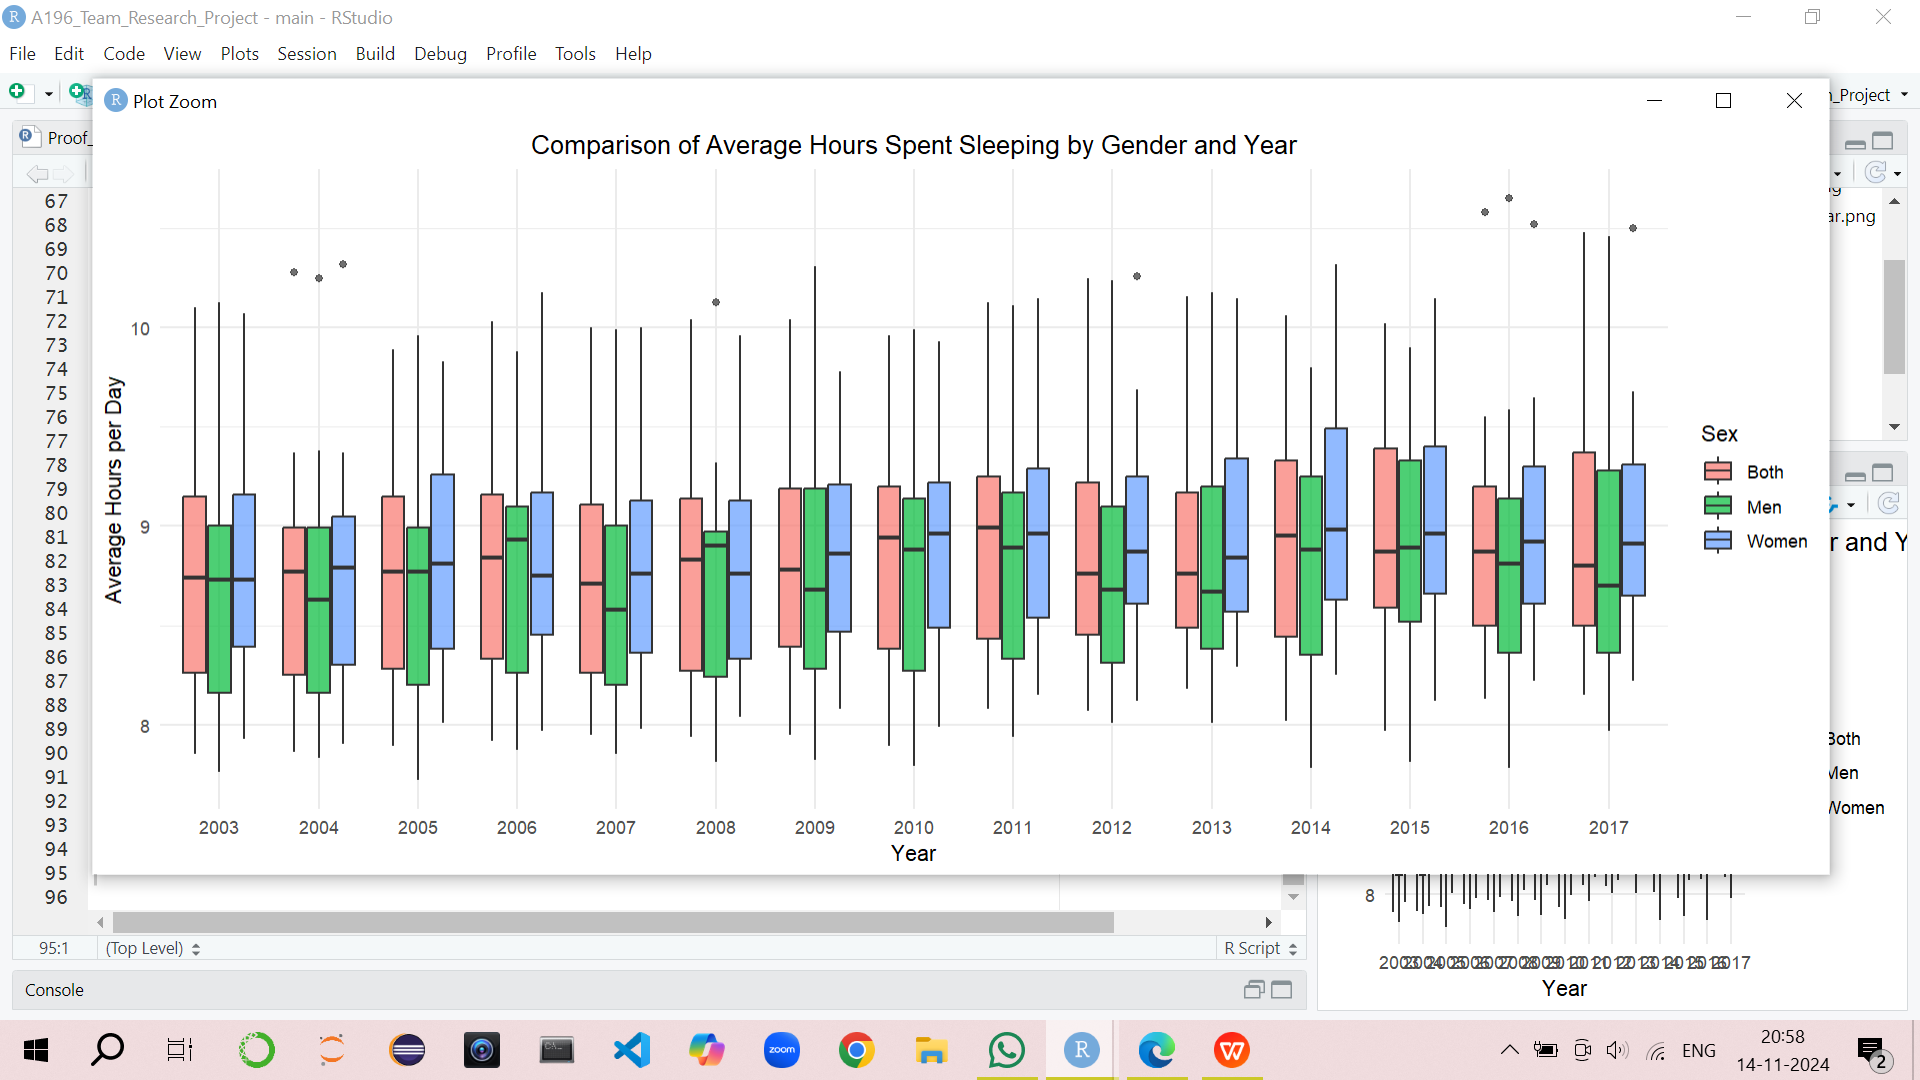 A196_Team_Research_Project - main - RStudio
File Edit Code View Plots Session Build Debug Profile Tools Help
Plot Zoom
_Project
Proof_
ar.png
Comparison of Average Hours Spent Sleeping by Gender and Year
Average Hours per Day
10
9
8
2003 2004 2005 2006 2007 2008 2009 2010 2011 2012 2013 2014 2015 2016 2017
Year
Sex
Both
Men
Women
67
68
69
70
71
72
73
74
75
76
77
78
79
80
81
82
83
84
85
86
87
88
89
90
91
92
93
94
95
96
r and Y
Both
Men
Women
8
Year
95:1 (Top Level) R Script
Console
zoom
ENG
20:58
14-11-2024
2